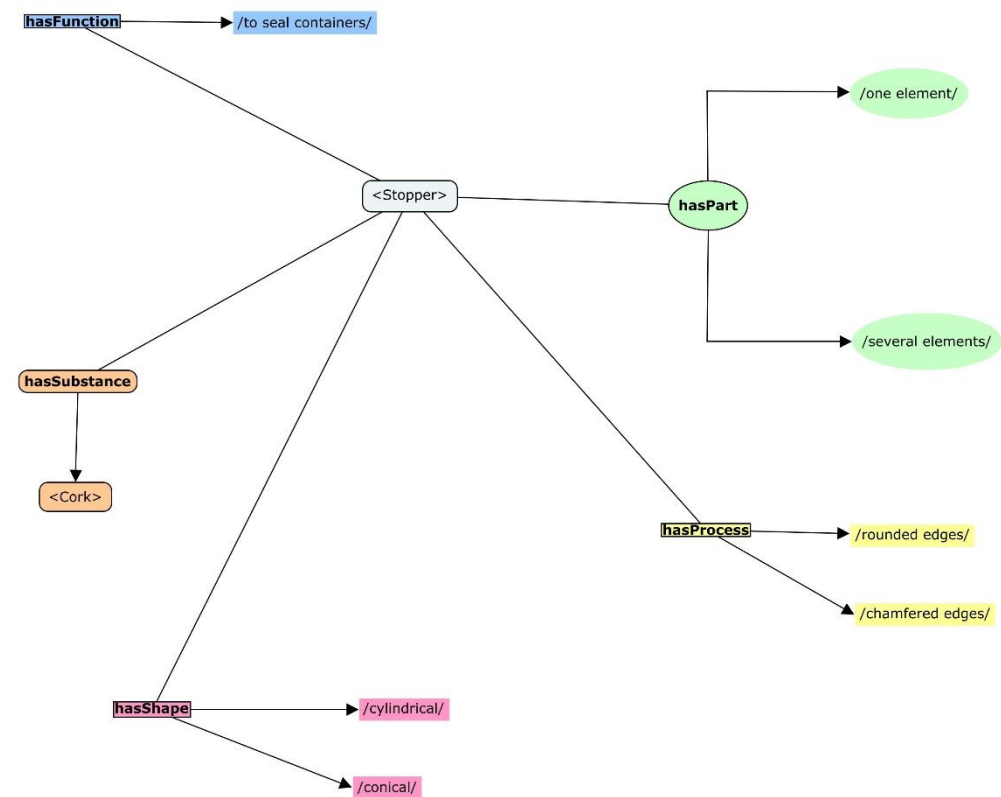 hasFunction
/to seal containers/
/one element/
<Stopper>
hasPart
/several elements/
hasSubstance
<Cork>
hasProcess
/rounded edges/
/chamfered edges/
hasShape
/cylindrical/
/conical/